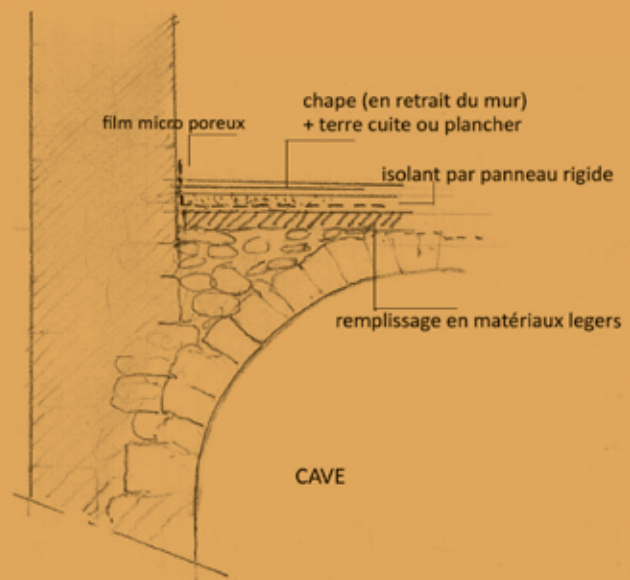 chape (en retrait du mur)
+ terre cuite ou plancher
film micro poreux
isolant par panneau rigide
remplissage en matériaux legers
CAVE